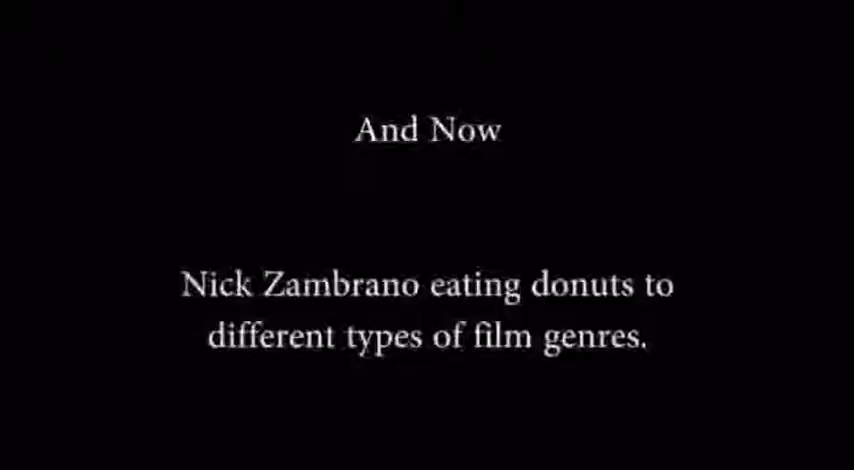 And Now
Nick Zambrano eating donuts to
different types of film genres.